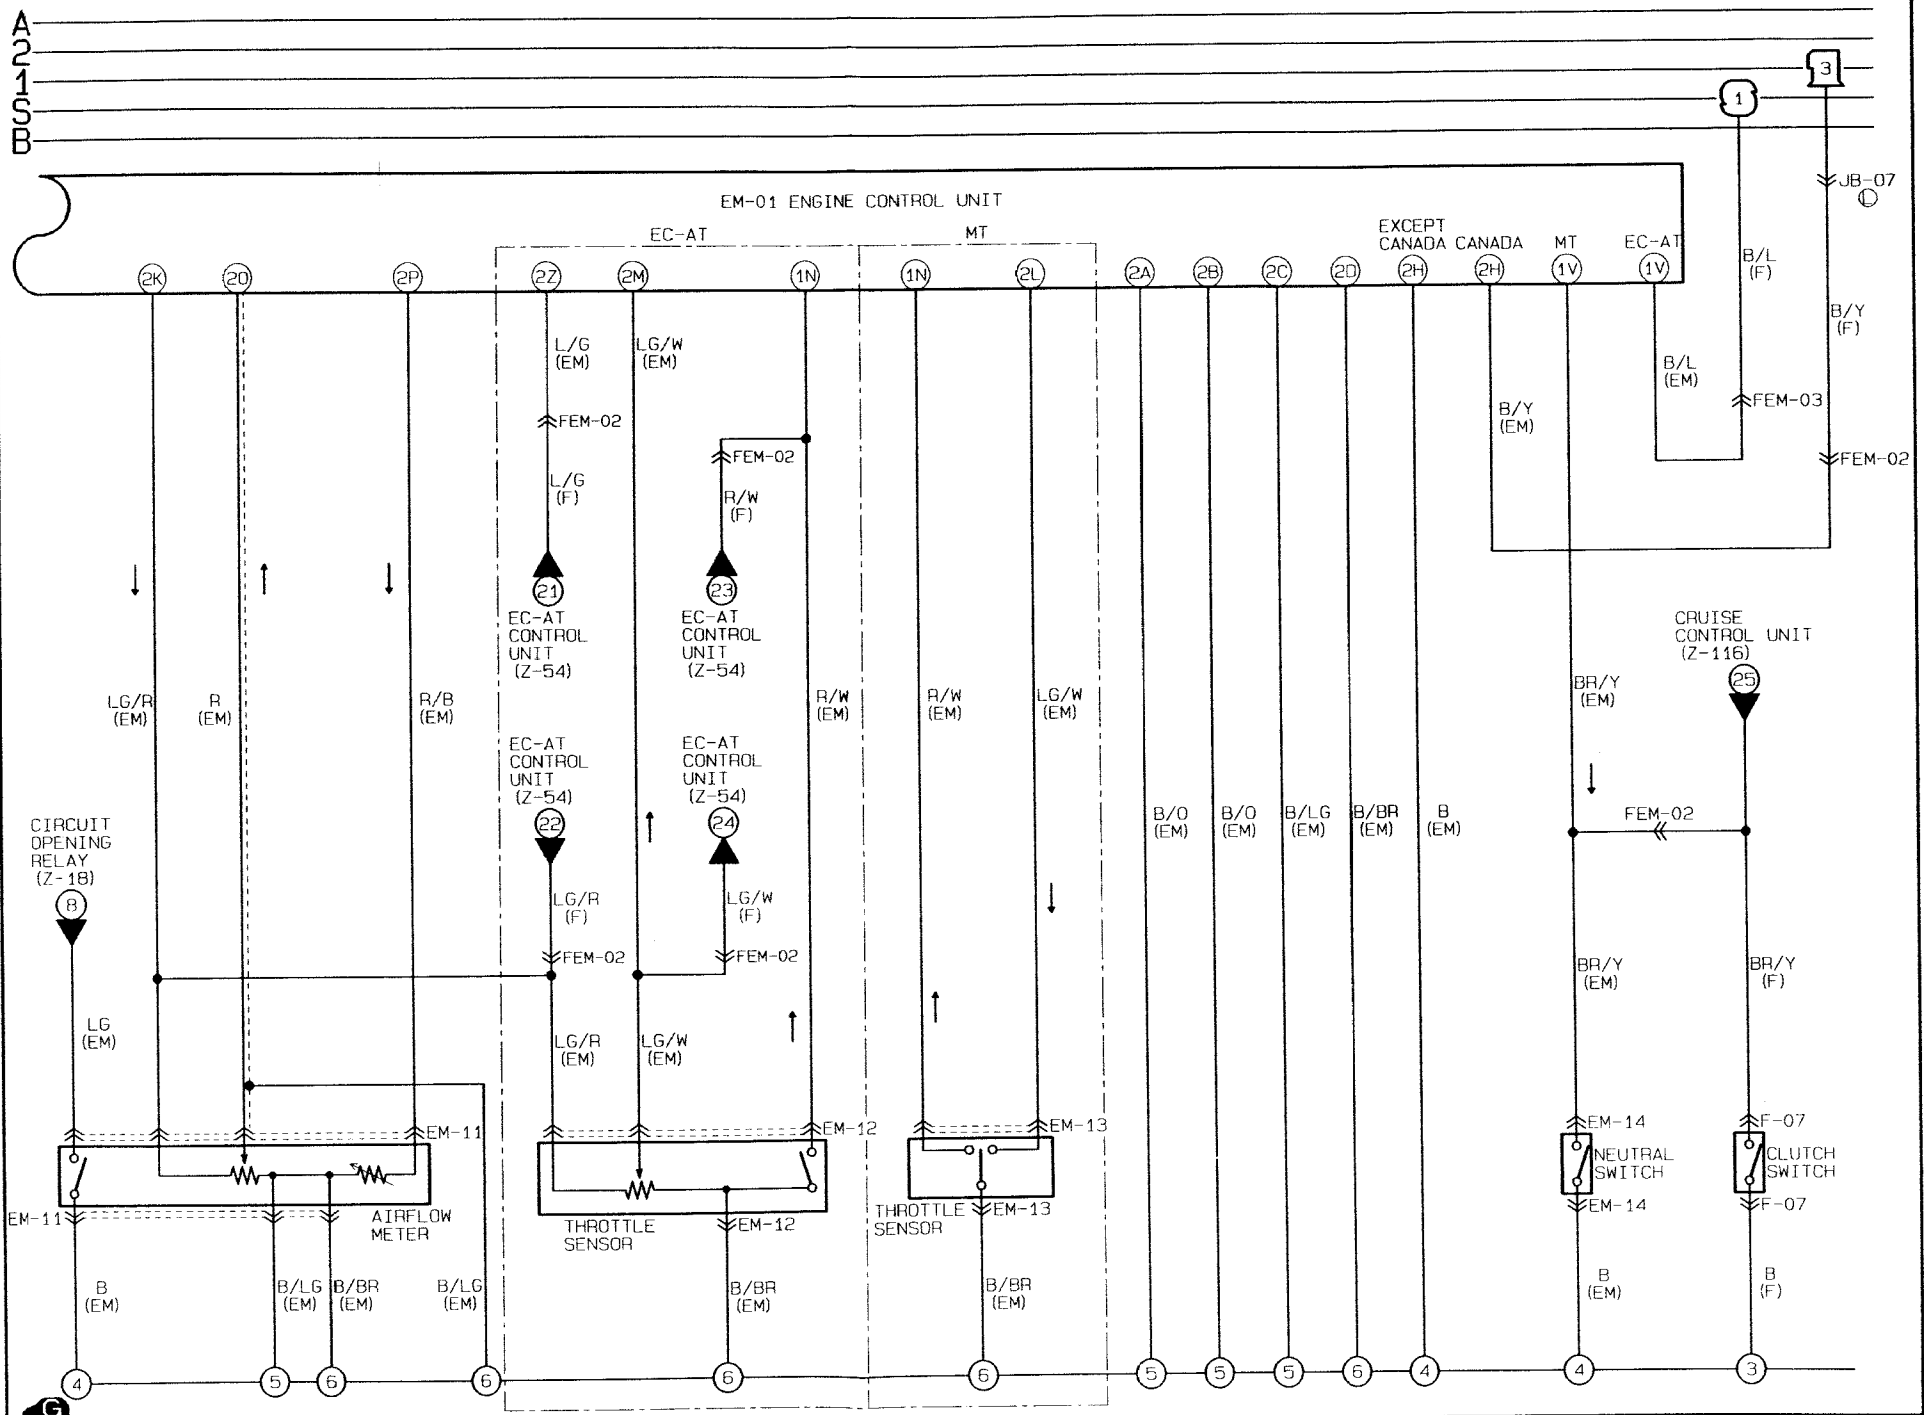 A
2
1
S
B
3
1
JB-07
L
EM-01 ENGINE CONTROL UNIT
EC-AT
MT
EXCEPT
CANADA
CANADA
MT
EC-AT
2K
2O
2P
2Z
2M
1N
1N
2L
2A
2B
2C
2D
2H
2H
1V
1V
B/L
(F)
B/Y
(F)
L/G
(EM)
LG/W
(EM)
B/L
(EM)
FEM-03
B/Y
(EM)
FEM-02
FEM-02
FEM-02
L/G
(F)
R/W
(F)
21
23
EC-AT
CONTROL
UNIT
(Z-54)
EC-AT
CONTROL
UNIT
(Z-54)
CRUISE
CONTROL UNIT
(Z-116)
25
LG/R
(EM)
R
(EM)
R/B
(EM)
R/W
(EM)
R/W
(EM)
LG/W
(EM)
BR/Y
(EM)
EC-AT
CONTROL
UNIT
(Z-54)
EC-AT
CONTROL
UNIT
(Z-54)
22
24
B/O
(EM)
B/O
(EM)
B/LG
(EM)
B/BR
(EM)
B
(EM)
FEM-02
CIRCUIT
OPENING
RELAY
(Z-18)
8
LG/R
(F)
LG/W
(F)
FEM-02
FEM-02
BR/Y
(EM)
BR/Y
(F)
LG
(EM)
LG/R
(EM)
LG/W
(EM)
EM-11
EM-12
EM-13
EM-14
F-07
NEUTRAL
SWITCH
CLUTCH
SWITCH
EM-11
AIRFLOW
METER
THROTTLE
SENSOR
EM-12
THROTTLE
SENSOR
EM-13
EM-14
F-07
B
(EM)
B/LG
(EM)
B/BR
(EM)
B/LG
(EM)
B/BR
(EM)
B/BR
(EM)
B
(EM)
B
(F)
4
5
6
6
6
6
5
5
5
6
4
4
3
G